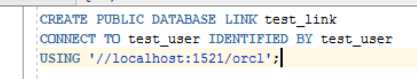 CREATE PUBLIC DATABASE LINK test_link
CONNECT TO test_user IDENTIFIED BY test_user
USING '//localhost:1521/orcl';